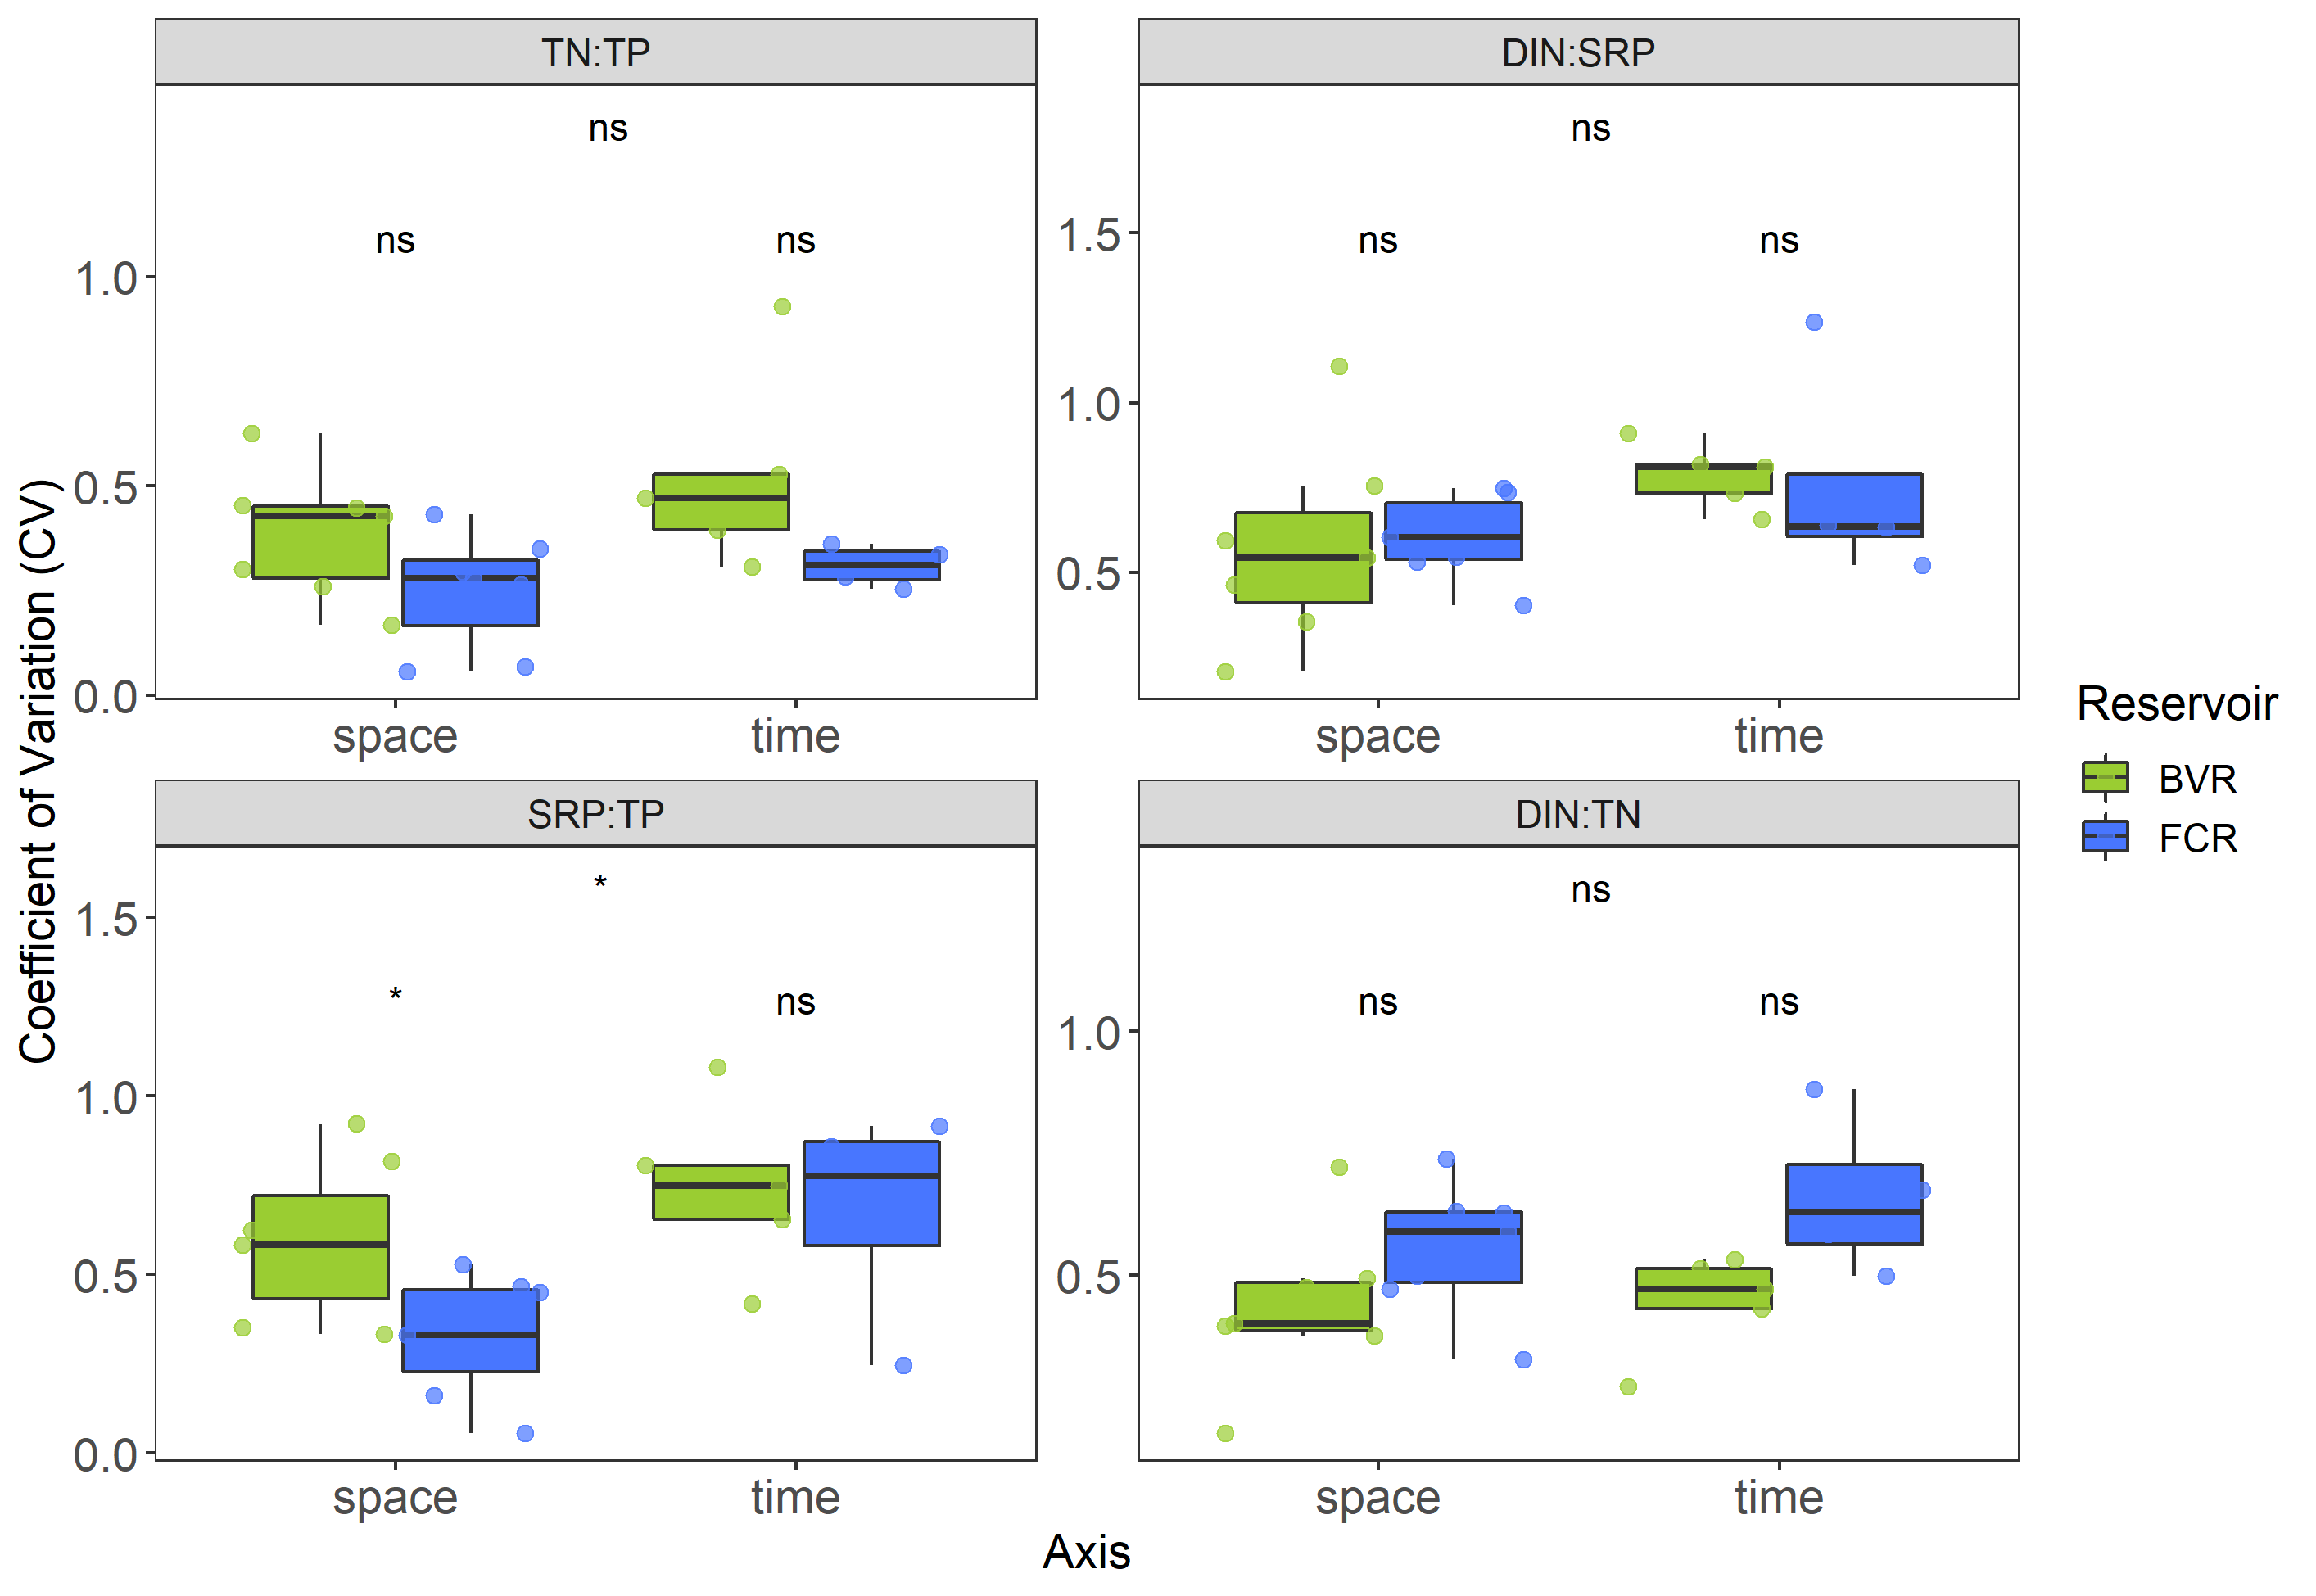 TN:TP
DIN:SRP
ns
ns
ns
ns
ns
ns
1.0
0.5
0.0
1.5
1.0
0.5
space
time
space
time
SRP:TP
DIN:TN
*
*
ns
ns
ns
ns
1.5
1.0
0.5
0.0
1.0
0.5
space
time
space
time
Coefficient of Variation (CV)
Axis
Reservoir
BVR
FCR